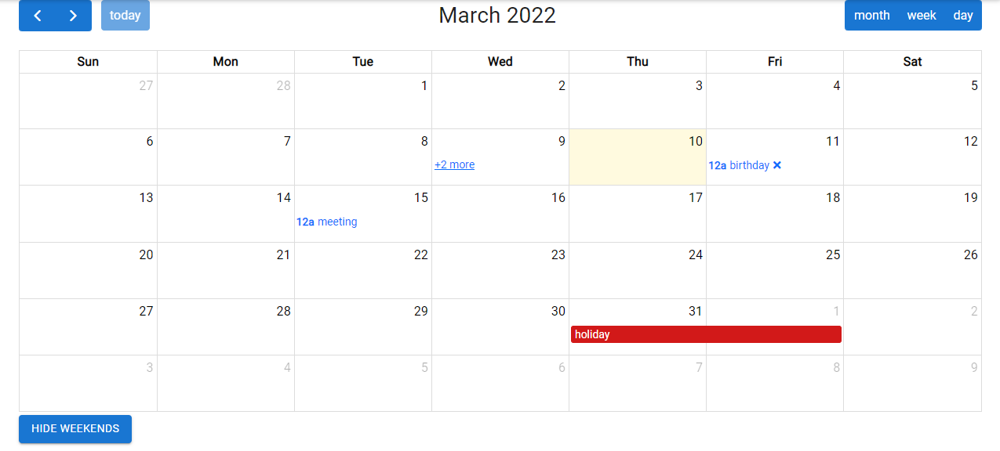 today
March 2022
month week day
Sun Mon Tue Wed Thu Fri Sat
27 28 1 2 3 4 5
6 7 8 9 10 11 12
+2 more 12a birthday ×
13 14 15 16 17 18 19
12a meeting
20 21 22 23 24 25 26
27 28 29 30 31 1 2
holiday
3 4 5 6 7 8 9
HIDE WEEKENDS